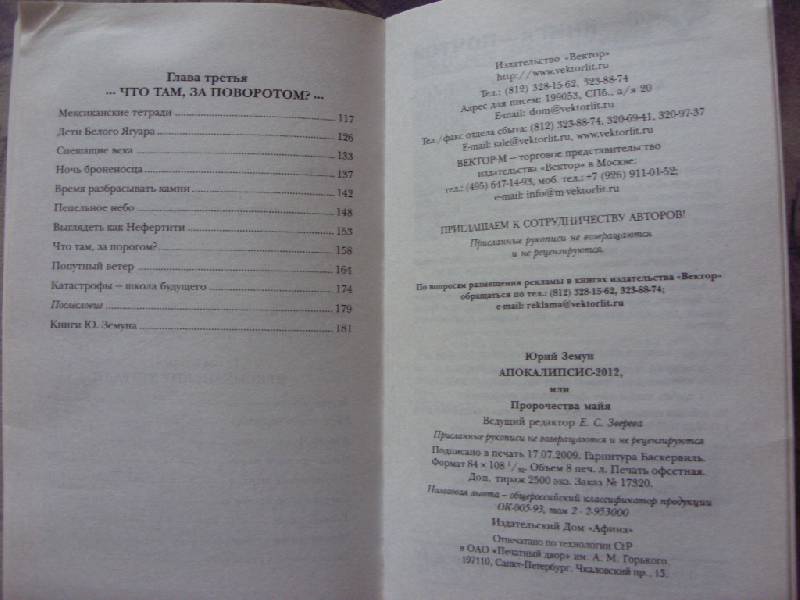 Глава третья
... ЧТО ТАМ, ЗА ПОВОРОТОМ? ...
Мексиканские тетради 117
Дети Белого Ягуара 126
Спешащие века 133
Ночь броненосца 137
Время разбрасывать камни 142
Пепельное небо 148
Выглядеть как Нефертити 153
Что там, за порогом? 158
Попутный ветер 164
Катастрофы – школа будущего 174
Послесловие 179
Книги Ю. Земуна 181
Издательство «Вектор»
http://www.vektorlit.ru
Тел.: (812) 328-15-62, 323-88-74
Адрес для писем: 199053, СПб., а/я 20
E-mail: dom@vektorlit.ru
Тел./факс отдела сбыта: (812) 323-88-74, 320-69-41, 320-97-37
E-mail: sale@vektorlit.ru, www.vektorlit.ru
ВЕКТОР-М – торговое представительство
издательства «Вектор» в Москве:
тел.: (495) 647-14-93, моб. тел.: +7 (926) 911-01-52;
e-mail: info@m vektorlit.ru
ПРИГЛАШАЕМ К СОТРУДНИЧЕСТВУ АВТОРОВ!
Присланные рукописи не возвращаются
и не рецензируются.
По вопросам размещения рекламы в книгах издательства «Вектор»
обращаться по тел.: (812) 328-15-62, 323-88-74;
e-mail: reklama@vektorlit.ru
Юрий Земун
АПОКАЛИПСИС-2012,
или
Пророчества майя
Ведущий редактор Е. С. Зверева
Присланные рукописи не возвращаются и не рецензируются
Подписано в печать 17.07.2009. Гарнитура Баскервиль.
Формат 84 × 108 1/32. Объем 8 печ. л. Печать офсетная.
Доп. тираж 2500 экз. Заказ № 17320.
Налоговая льгота – общероссийский классификатор продукции
ОК-005-93, том 2 - 2-953000
Издательский Дом «Афина»
Отпечатано по технологии CtP
в ОАО «Печатный двор» им. А. М. Горького.
197110, Санкт-Петербург, Чкаловский пр., 15.